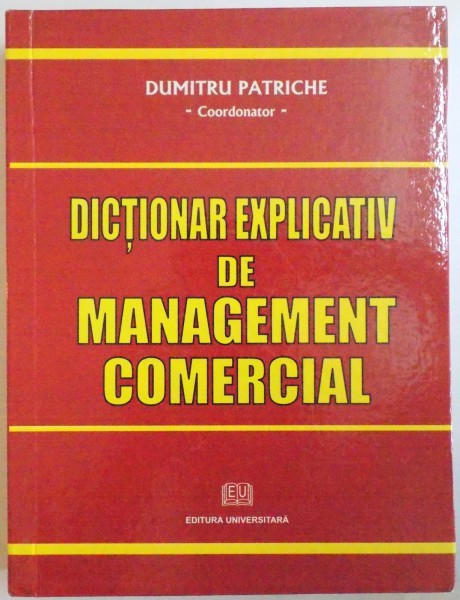 DUMITRU PATRICHE
- Coordonator -
DICȚIONAR EXPLICATIV
DE
MANAGEMENT
COMERCIAL
EU
EDITURA UNIVERSITARĂ